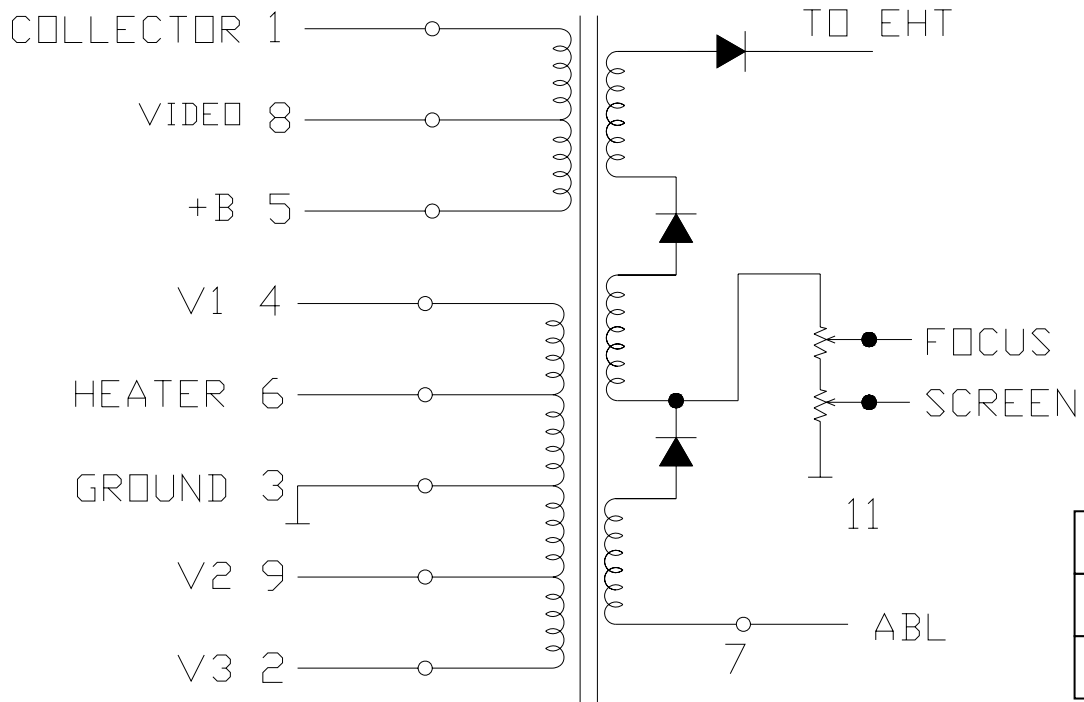 COLLECTOR 1
TO EHT
VIDEO 8
+B 5
V1 4
FOCUS
HEATER 6
SCREEN
GROUND 3
11
V2 9
ABL
7
V3 2